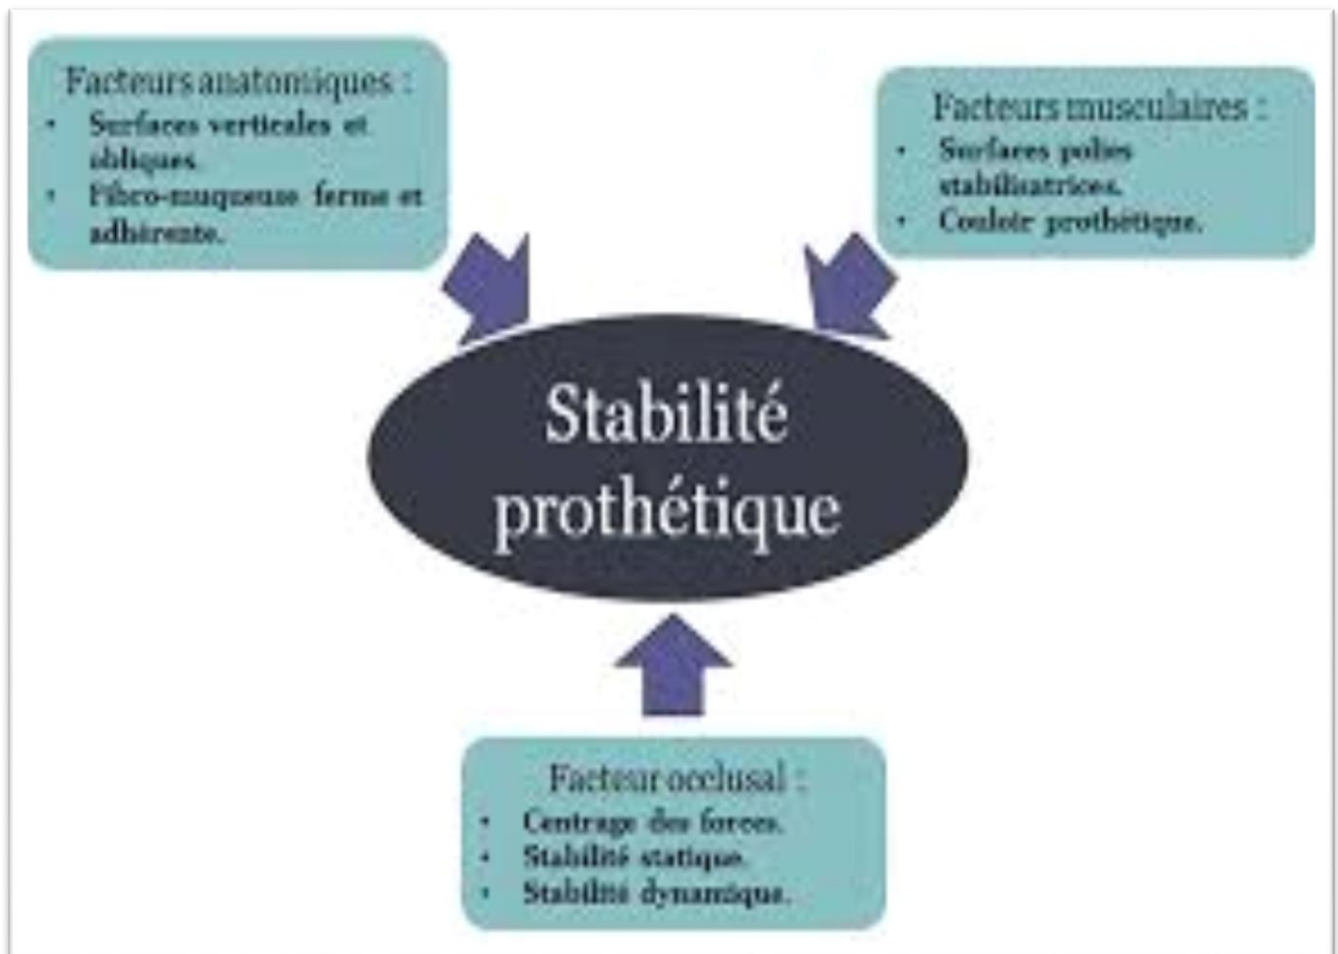 Facteurs anatomiques :
• Surfaces verticales et
obliques.
• Fibro-muqueuse ferme et
adhérente.
Facteurs musculaires :
• Surfaces polies
stabilisatrices.
• Couloir prothétique.
Stabilité
prothétique
Facteur occlusal :
• Centrage des forces.
• Stabilité statique.
• Stabilité dynamique.